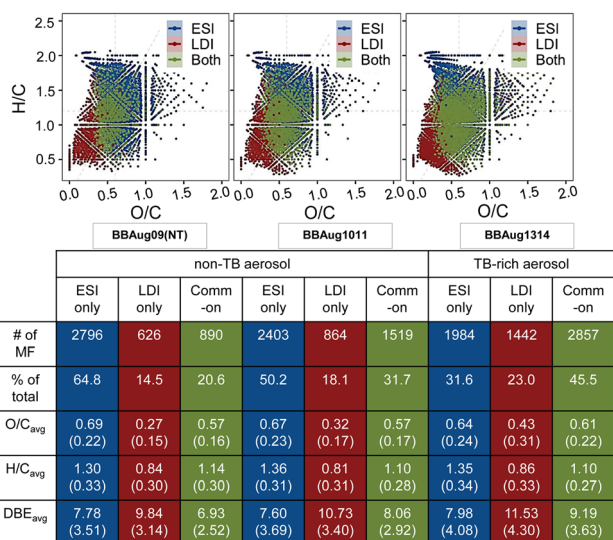 2.5
2.0
1.5
1.0
0.5
H/C
ESI
LDI
Both
ESI
LDI
Both
ESI
LDI
Both
0.0 0.5 1.0 1.5 2.0
0.0 0.5 1.0 1.5 2.0
0.0 0.5 1.0 1.5 2.0
O/C O/C O/C
BBAug09(NT) BBAug1011 BBAug1314
non-TB aerosol TB-rich aerosol
ESI LDI Comm ESI LDI Comm ESI LDI Comm
only only -on only only -on only only -on
# of 2796 626 890 2403 864 1519 1984 1442 2857
MF
% of 64.8 14.5 20.6 50.2 18.1 31.7 31.6 23.0 45.5
total
O/Cavg 0.69 0.27 0.57 0.67 0.32 0.57 0.64 0.43 0.61
(0.22) (0.15) (0.16) (0.23) (0.17) (0.17) (0.24) (0.31) (0.22)
H/Cavg 1.30 0.84 1.14 1.36 0.81 1.10 1.35 0.86 1.10
(0.33) (0.30) (0.30) (0.31) (0.31) (0.28) (0.34) (0.33) (0.27)
DBEavg 7.78 9.84 6.93 7.60 10.73 8.06 7.98 11.53 9.19
(3.51) (3.14) (2.52) (3.69) (3.40) (2.92) (4.08) (4.30) (3.63)